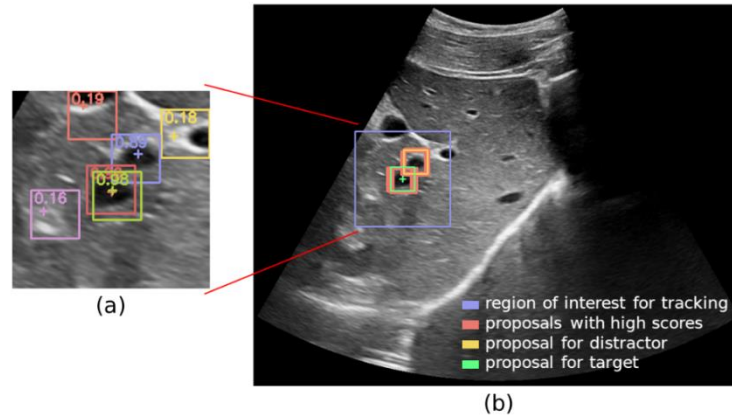 0.19
0.18
0.89
0.98
0.16
(a)
region of interest for tracking
proposals with high scores
proposal for distractor
proposal for target
(b)